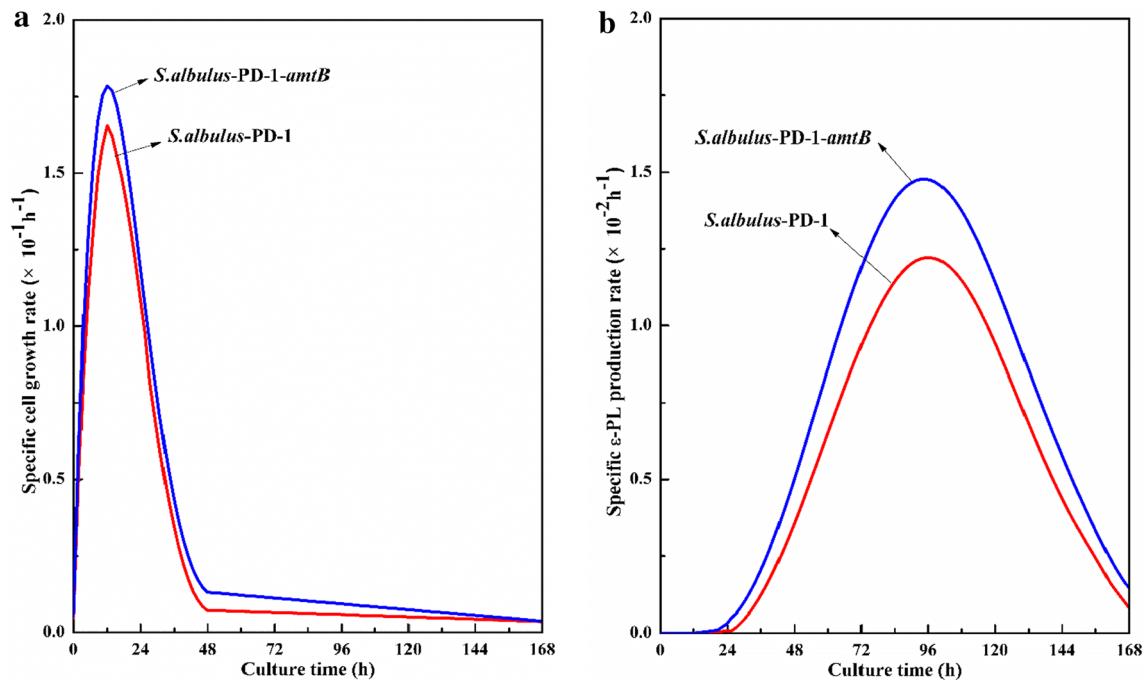 a
2.0
1.5
1.0
0.5
0.0
0
24
48
72
96
120
144
168
Specific cell growth rate (× 10⁻¹h⁻¹)
Culture time (h)
S.albulus-PD-1-amtB
S.albulus-PD-1
b
2.0
1.5
1.0
0.5
0.0
0
24
48
72
96
120
144
168
Specific ε-PL production rate (× 10⁻²h⁻¹)
Culture time (h)
S.albulus-PD-1-amtB
S.albulus-PD-1